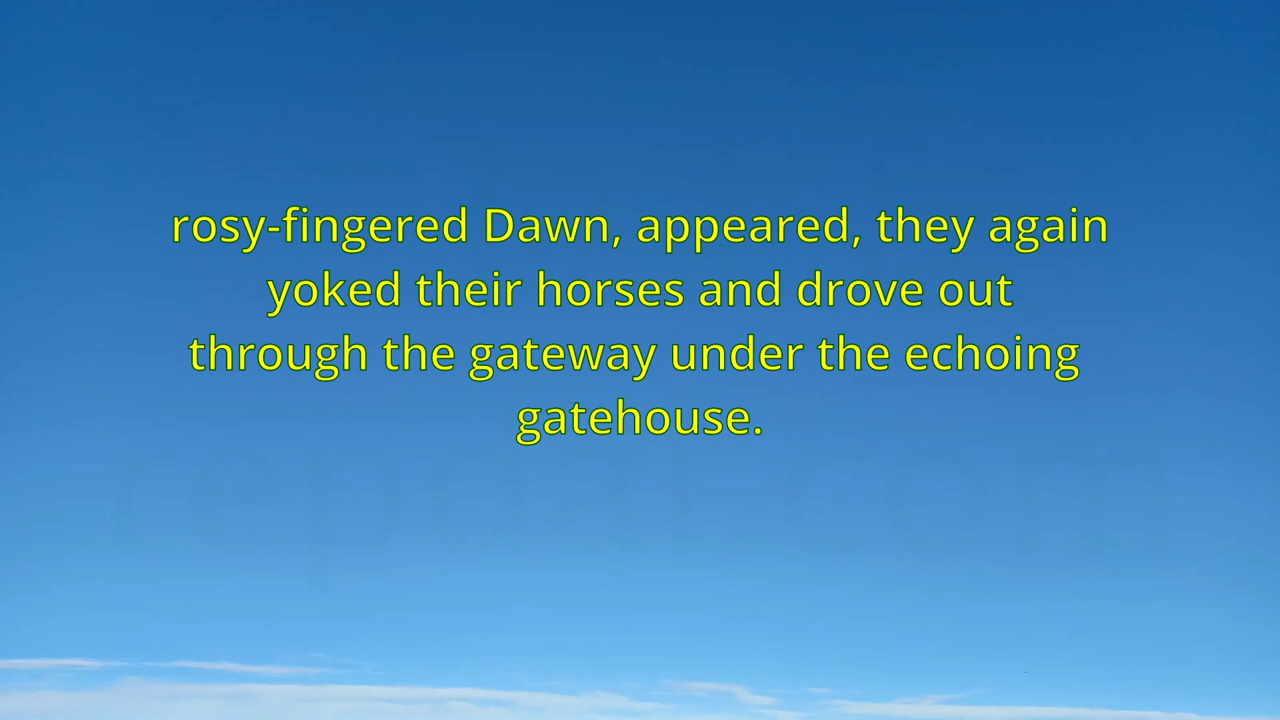 rosy-fingered Dawn, appeared, they again
yoked their horses and drove out
through the gateway under the echoing
gatehouse.